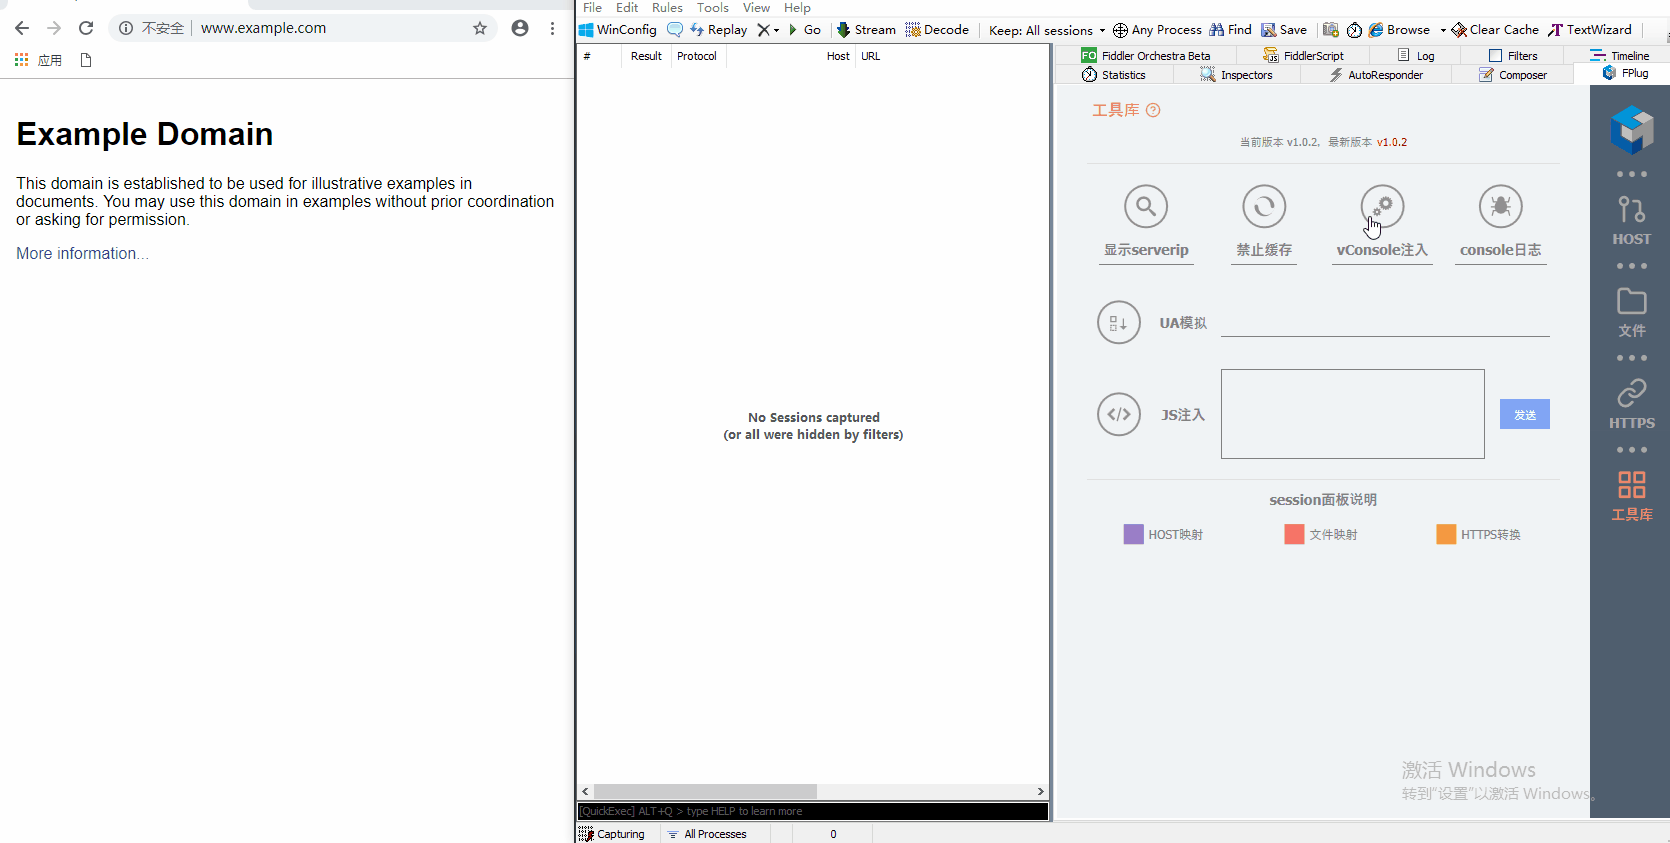 不安全 www.example.com
应用
Example Domain
This domain is established to be used for illustrative examples in
documents. You may use this domain in examples without prior coordination
or asking for permission.
More information...
File Edit Rules Tools View Help
WinConfig Replay Go Stream Decode Keep: All sessions Any Process Find Save Browse Clear Cache TextWizard
# Result Protocol Host URL
No Sessions captured
(or all were hidden by filters)
[QuickExec] ALT+Q > type HELP to learn more
Capturing All Processes 0
FO Fiddler Orchestra Beta FiddlerScript Log Filters Timeline
Statistics Inspectors AutoResponder Composer FPlug
工具库
当前版本 v1.0.2, 最新版本 v1.0.2
显示serverip 禁止缓存 vConsole注入 console日志
UA模拟
JS注入 发送
session面板说明
HOST映射 文件映射 HTTPS转换
HOST
文件
HTTPS
工具库
激活 Windows
转到“设置”以激活 Windows。